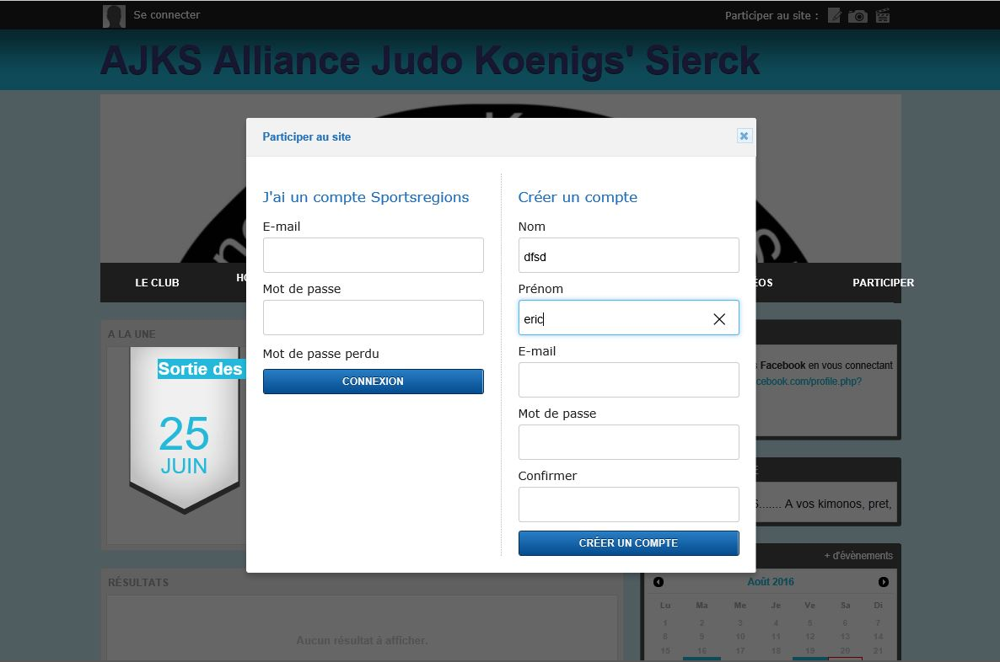 Se connecter
Participer au site :
AJKS Alliance Judo Koenigs' Sierck
Participer au site
J'ai un compte Sportsregions
E-mail
Mot de passe
Mot de passe perdu
CONNEXION
Créer un compte
Nom
dfsd
Prénom
eric
E-mail
Mot de passe
Confirmer
CRÉER UN COMPTE
LE CLUB
PARTICIPER
A LA UNE
Sortie des
25
JUIN
Facebook en vous connectant
cebook.com/profile.php?
A vos kimonos, pret,
+ d'évènements
RÉSULTATS
Aucun résultat à afficher.
Août 2016
Lu Ma Me Je Ve Sa Di
1 2 3 4 5 6 7
8 9 10 11 12 13 14
15 16 17 18 19 20 21